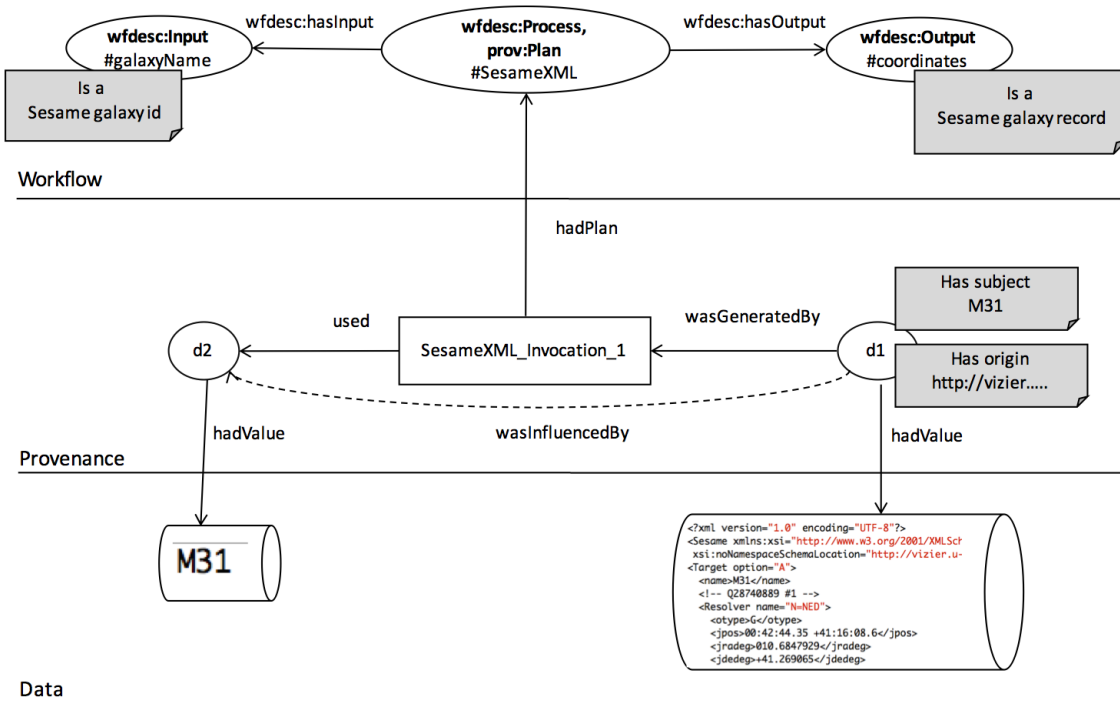 wfdesc:hasInput
wfdesc:Process,
prov:Plan
#SesameXML
wfdesc:hasOutput
wfdesc:Input
#galaxyName
wfdesc:Output
#coordinates
Is a
Sesame galaxy id
Is a
Sesame galaxy record
Workflow
hadPlan
Has subject
M31
used
wasGeneratedBy
d2
SesameXML_Invocation_1
d1
Has origin
http://vizier.....
hadValue
wasInfluencedBy
hadValue
Provenance
M31
<?xml version="1.0" encoding="UTF-8"?>
<Sesame xmlns:xsi="http://www.w3.org/2001/XMLSch
xsi:noNamespaceSchemaLocation="http://vizier.u-
<Target option="A">
<name>M31</name>
<!-- Q28740889 #1 -->
<Resolver name="N=NED">
<otype>G</otype>
<jpos>00:42:44.35 +41:16:08.6</jpos>
<jradeg>010.6847929</jradeg>
<jdedeg>+41.269065</jdedeg>
Data